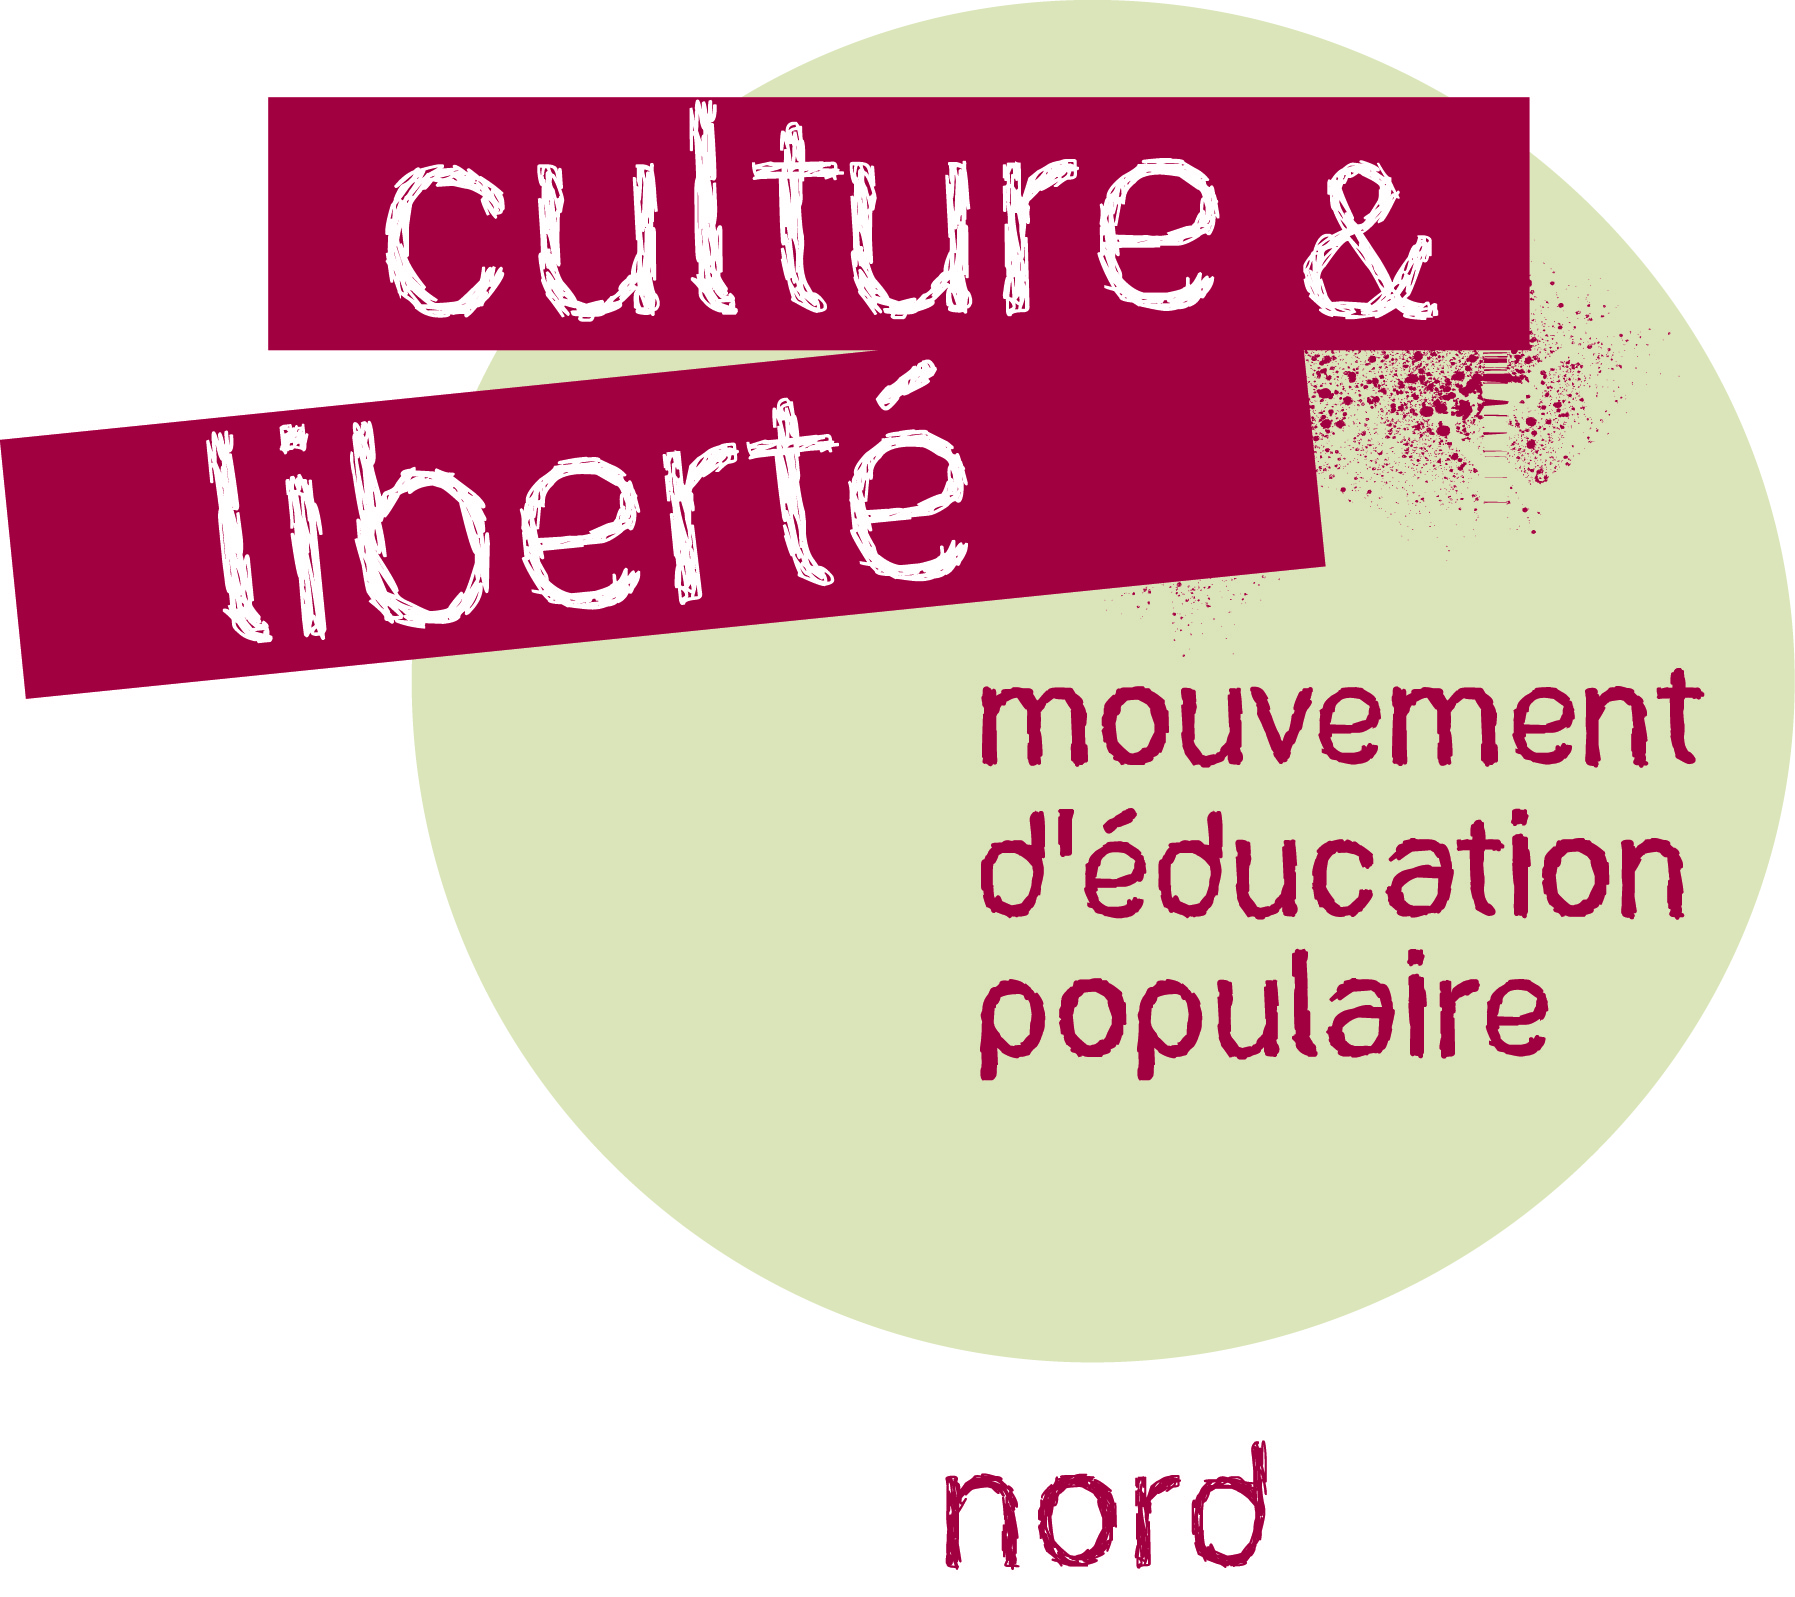 culture &
liberté
mouvement
d'éducation
populaire
nord